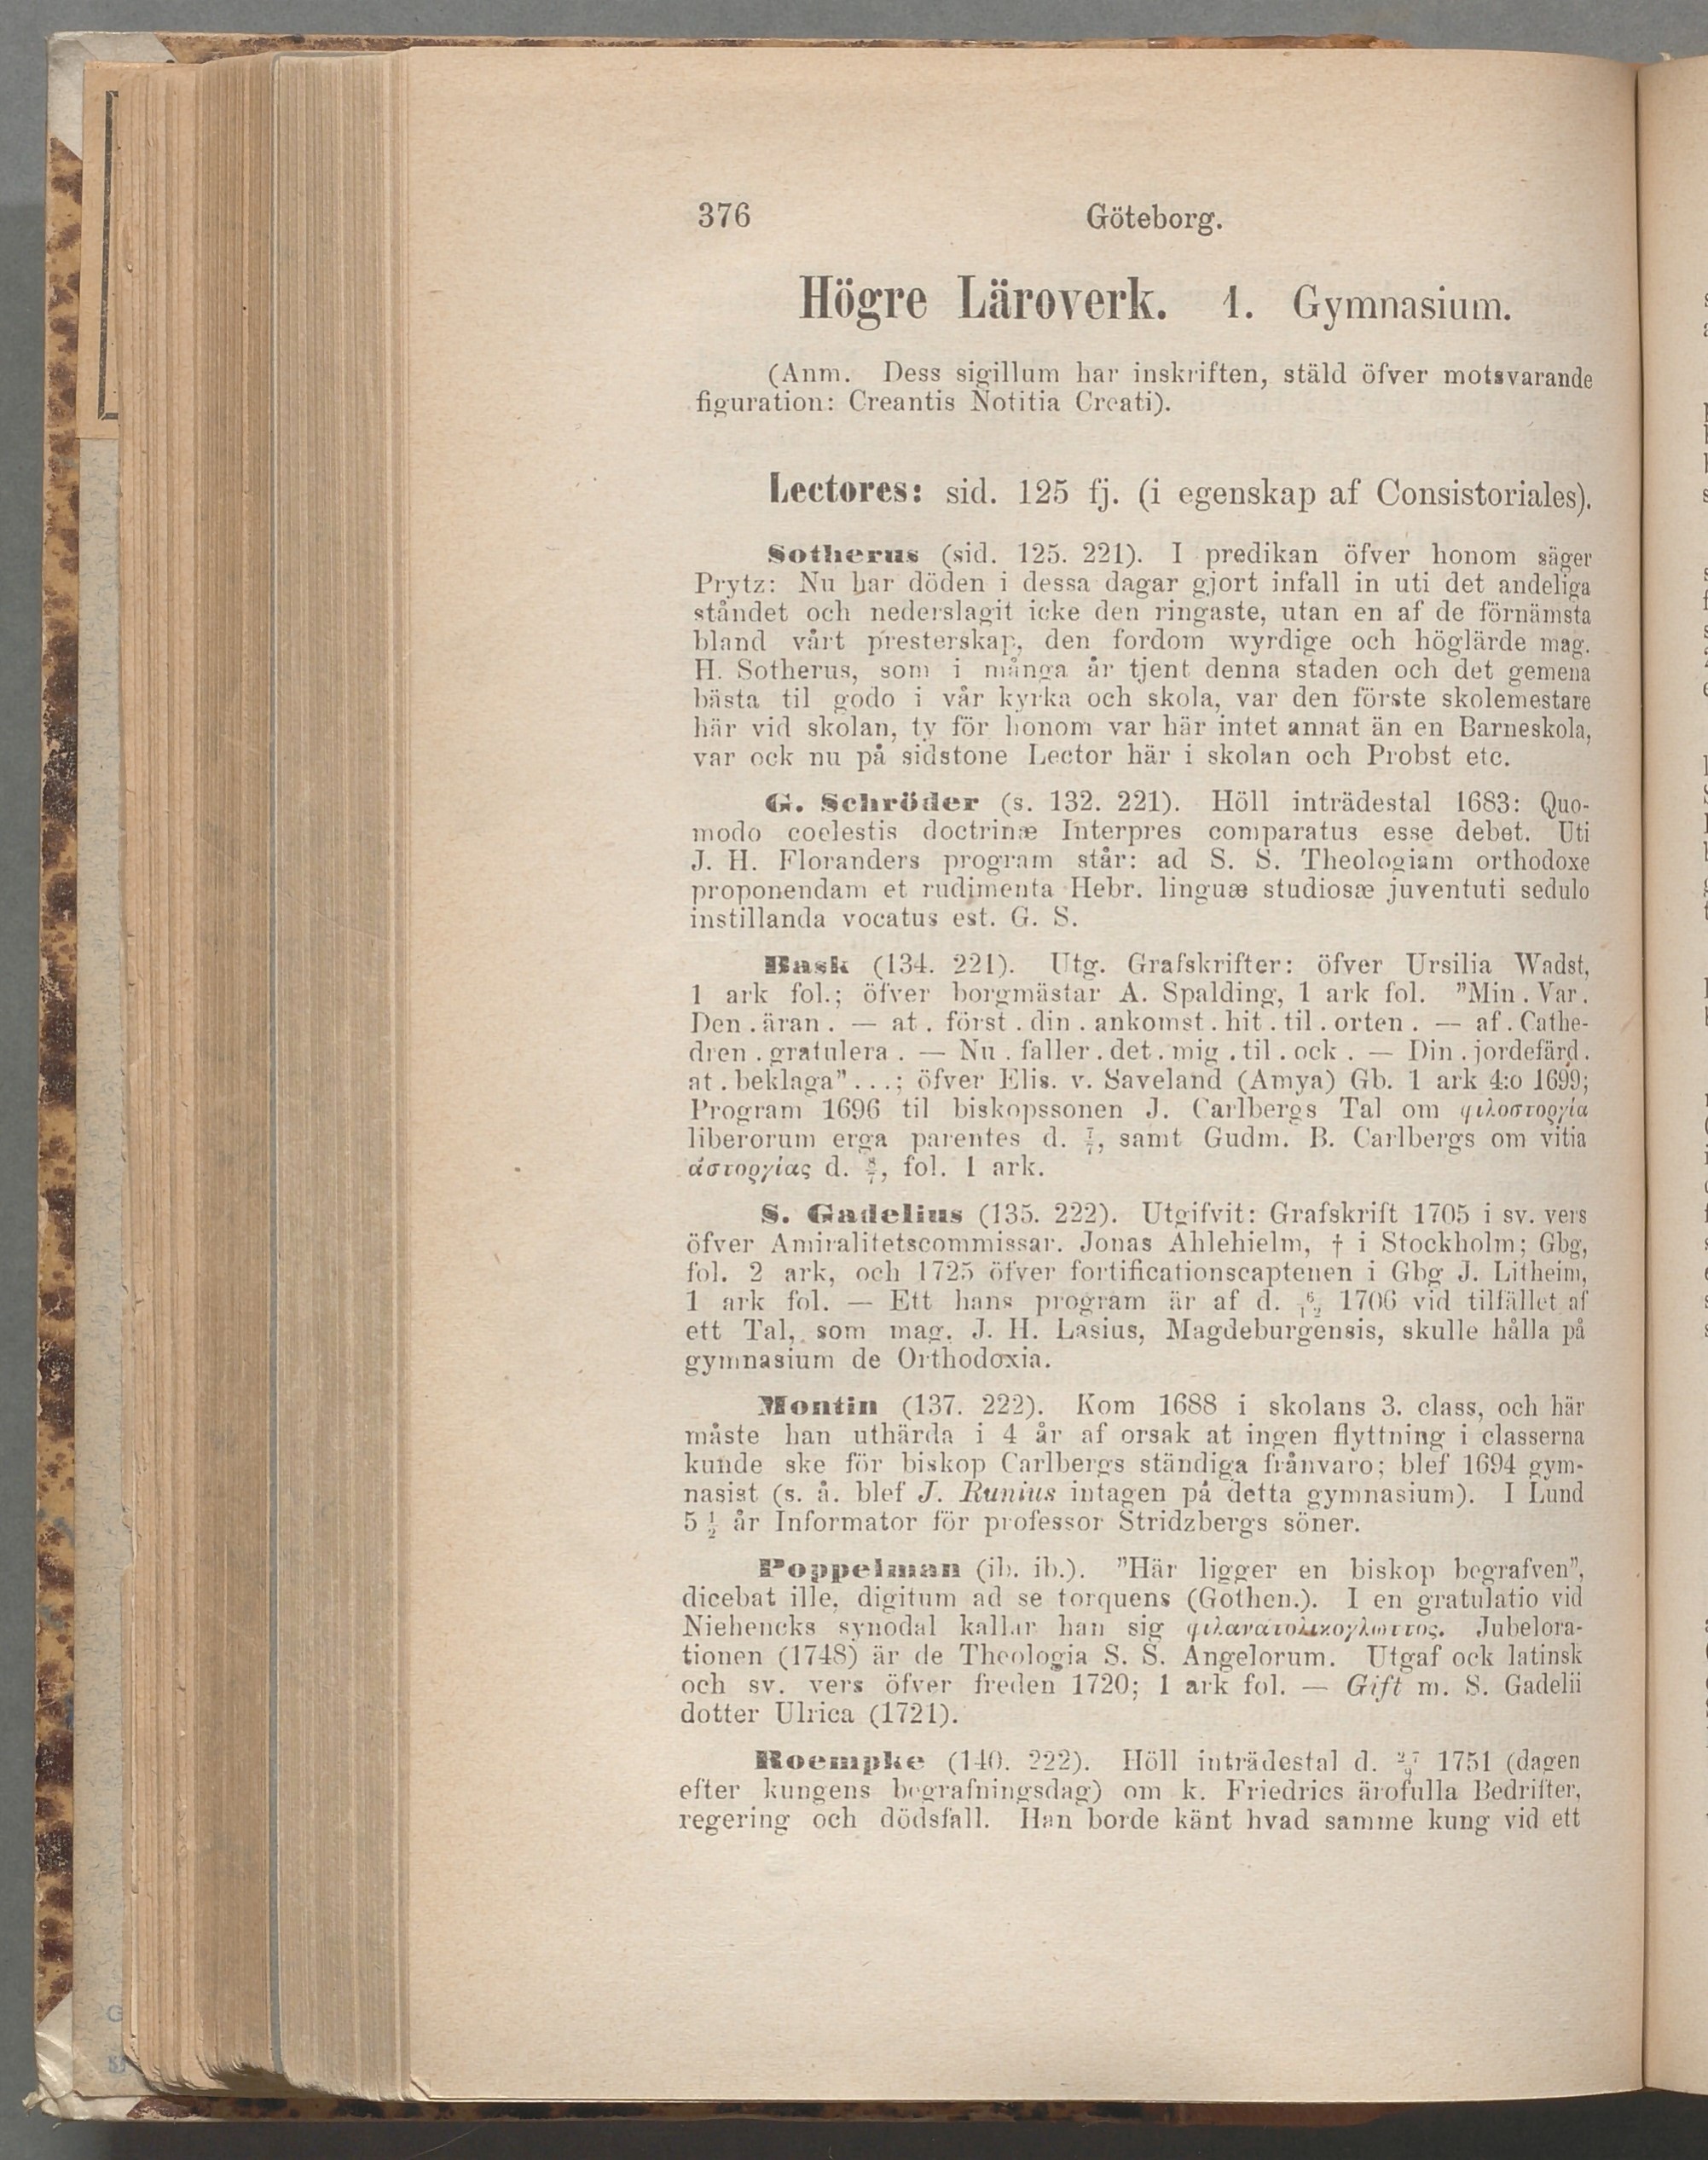 376 Göteborg.
Högre Läroverk. 1. Gymnasium.
(Anm. Dess sigillum har inskriften, stäld öfver motsvarande
figuration: Creantis Notitia Creati).
Lectores: sid. 125 fj. (i egenskap af Consistoriales).
Sotherus (sid. 125. 221). I predikan öfver honom säger
Prytz: Nu har döden i dessa dagar gjort infall in uti det andeliga
ståndet och nederslagit icke den ringaste, utan en af de förnämsta
bland vårt presterskap, den fordom wyrdige och höglärde mag.
H. Sotherus, som i många år tjent denna staden och det gemena
bästa til godo i vår kyrka och skola, var den förste skolemestare
här vid skolan, ty för honom var här intet annat än en Barneskola,
var ock nu på sidstone Lector här i skolan och Probst etc.
G. Schröder (s. 132. 221). Höll inträdestal 1683: Quo-
modo coelestis doctrinæ Interpres comparatus esse debet. Uti
J. H. Floranders program står: ad S. S. Theologiam orthodoxe
proponendam et rudimenta Hebr. linguæ studiosæ juventuti sedulo
instillanda vocatus est. G. S.
Rask (134. 221). Utg. Grafskrifter: öfver Ursilia Wadst,
1 ark fol.; öfver borgmästar A. Spalding, 1 ark fol. ”Min . Var .
Den . äran . — at . först . din . ankomst . hit . til . orten . — af . Cathe-
dren . gratulera . — Nu . faller . det . mig . til . ock . — Din . jordefärd .
at . beklaga”...; öfver Elis. v. Saveland (Amya) Gb. 1 ark 4:o 1699;
Program 1696 til biskopssonen J. Carlbergs Tal om φιλοστοργία
liberorum erga parentes d. 7/7, samt Gudm. B. Carlbergs om vitia
άστοργίας d. 8/7, fol. 1 ark.
S. Gadelius (135. 222). Utgifvit: Grafskrift 1705 i sv. vers
öfver Amiralitetscommissar. Jonas Ahlehielm, † i Stockholm; Gbg,
fol. 2 ark, och 1725 öfver fortificationscaptenen i Gbg J. Litheim,
1 ark fol. — Ett hans program är af d. 6/12 1706 vid tilfället af
ett Tal, som mag. J. H. Lasius, Magdeburgensis, skulle hålla på
gymnasium de Orthodoxia.
Montin (137. 222). Kom 1688 i skolans 3. class, och här
måste han uthärda i 4 år af orsak at ingen flyttning i classerna
kunde ske för biskop Carlbergs ständiga frånvaro; blef 1694 gym-
nasist (s. å. blef J. Runius intagen på detta gymnasium). I Lund
5 1/2 år Informator för professor Stridzbergs söner.
Poppelman (ib. ib.). ”Här ligger en biskop begrafven”,
dicebat ille, digitum ad se torquens (Gothen.). I en gratulatio vid
Niehencks synodal kallar han sig φιλανατολικογλωττος. Jubelora-
tionen (1748) är de Theologia S. S. Angelorum. Utgaf ock latinsk
och sv. vers öfver freden 1720; 1 ark fol. — Gift m. S. Gadelii
dotter Ulrica (1721).
Roempke (140. 222). Höll inträdestal d. 27/9 1751 (dagen
efter kungens begrafningsdag) om k. Friedrics ärofulla Bedrifter,
regering och dödsfall. Han borde känt hvad samme kung vid ett